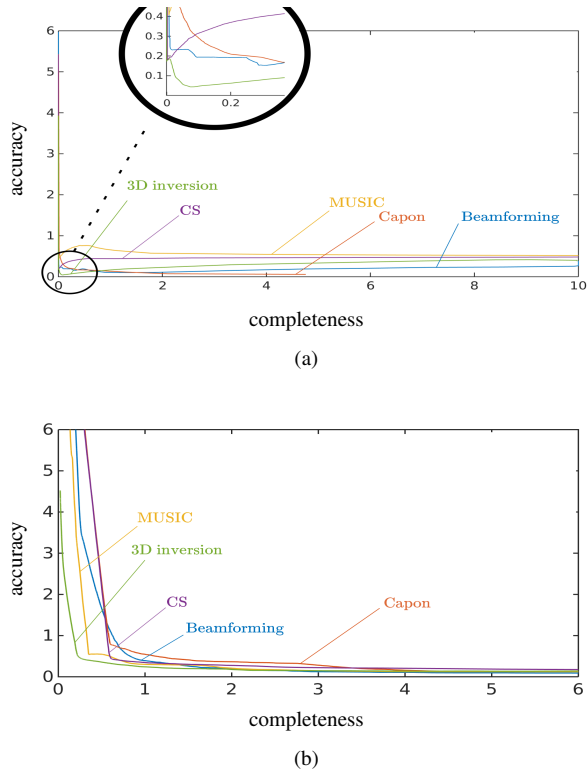 0.4
0.3
0.2
0.1
0
0.2
6
5
4
3
2
1
0
accuracy
3D inversion
CS
MUSIC
Capon
Beamforming
0 2 4 6 8 10
completeness
(a)
6
5
4
3
2
1
0
accuracy
MUSIC
3D inversion
CS
Capon
Beamforming
0 1 2 3 4 5 6
completeness
(b)